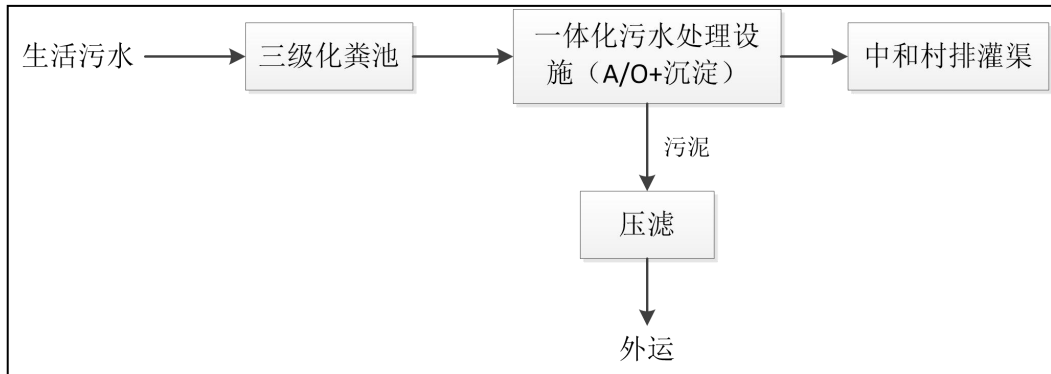 生活污水
三级化粪池
一体化污水处理设
施（A/O+沉淀）
中和村排灌渠
污泥
压滤
外运